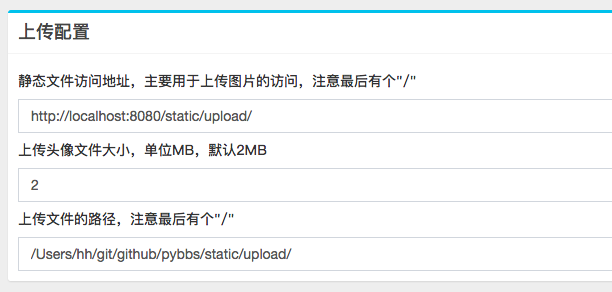 上传配置
静态文件访问地址，主要用于上传图片的访问，注意最后有个"/"
http://localhost:8080/static/upload/
上传头像文件大小，单位MB，默认2MB
2
上传文件的路径，注意最后有个"/"
/Users/hh/git/github/pybbs/static/upload/